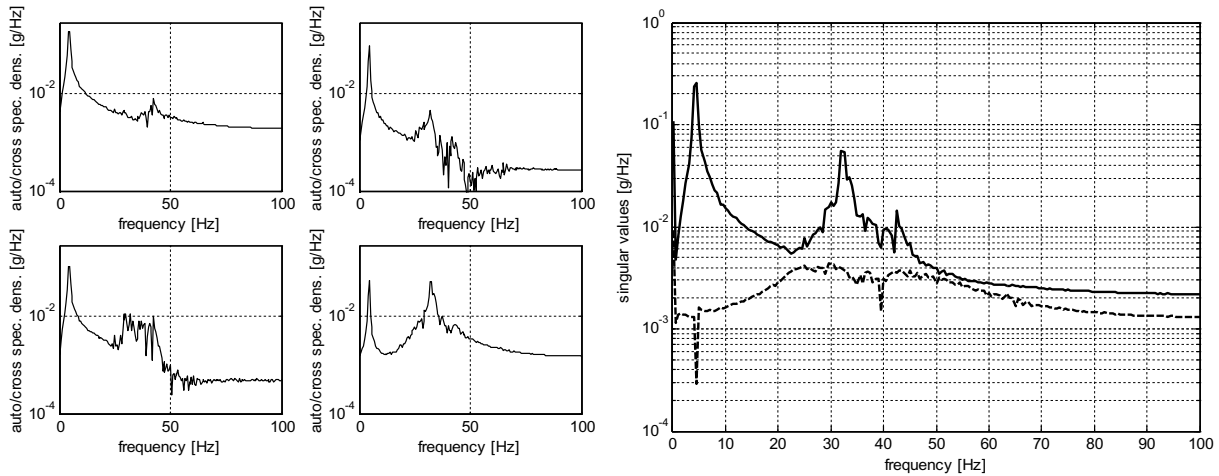 auto/cross spec. dens. [g/Hz]
10^-2
10^-4
0
50
100
frequency [Hz]
auto/cross spec. dens. [g/Hz]
10^-2
10^-4
0
50
100
frequency [Hz]
auto/cross spec. dens. [g/Hz]
10^-2
10^-4
0
50
100
frequency [Hz]
auto/cross spec. dens. [g/Hz]
10^-2
10^-4
0
50
100
frequency [Hz]
singular values [g/Hz]
10^0
10^-1
10^-2
10^-3
10^-4
0 10 20 30 40 50 60 70 80 90 100
frequency [Hz]